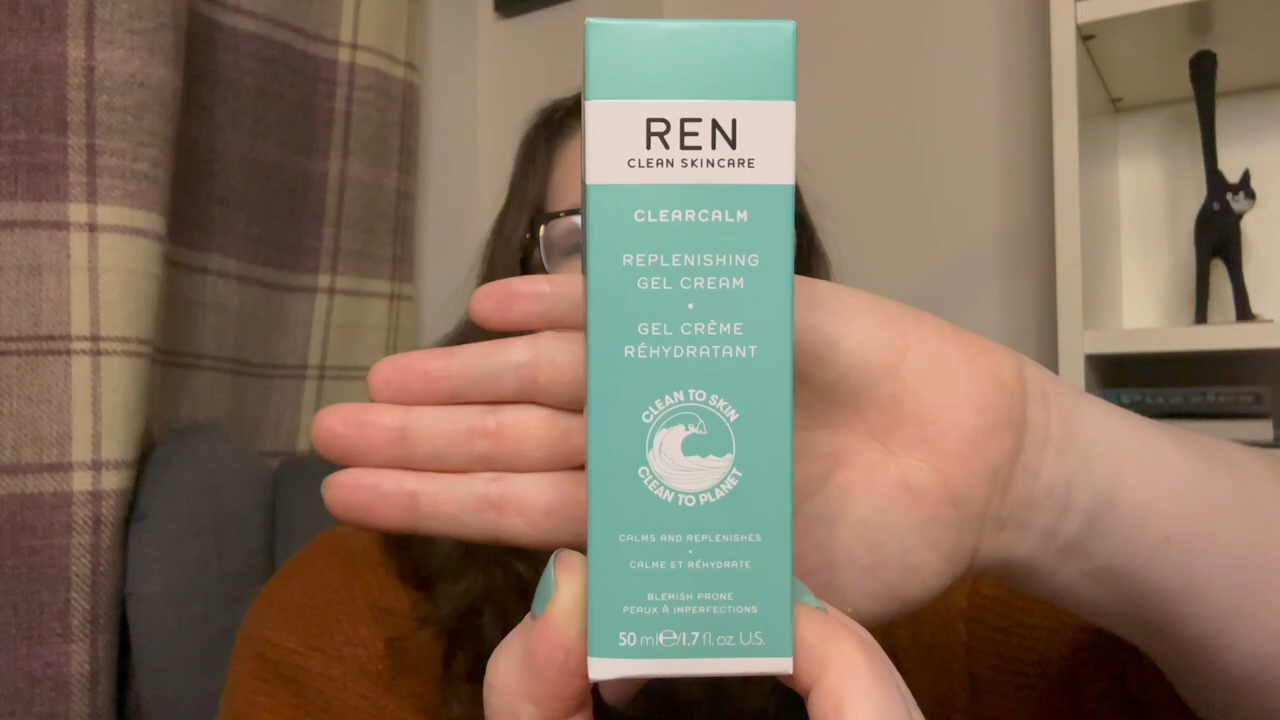 REN
CLEAN SKINCARE
CLEARCALM
REPLENISHING
GEL CREAM
•
GEL CRÈME
RÉHYDRATANT
CLEAN TO SKIN
CLEAN TO PLANET
CALMS AND REPLENISHES
•
CALME ET RÉHYDRATE
BLEMISH PRONE
PEAUX À IMPERFECTIONS
50 ml℮/1.7 fl. oz. U.S.
Puzzles